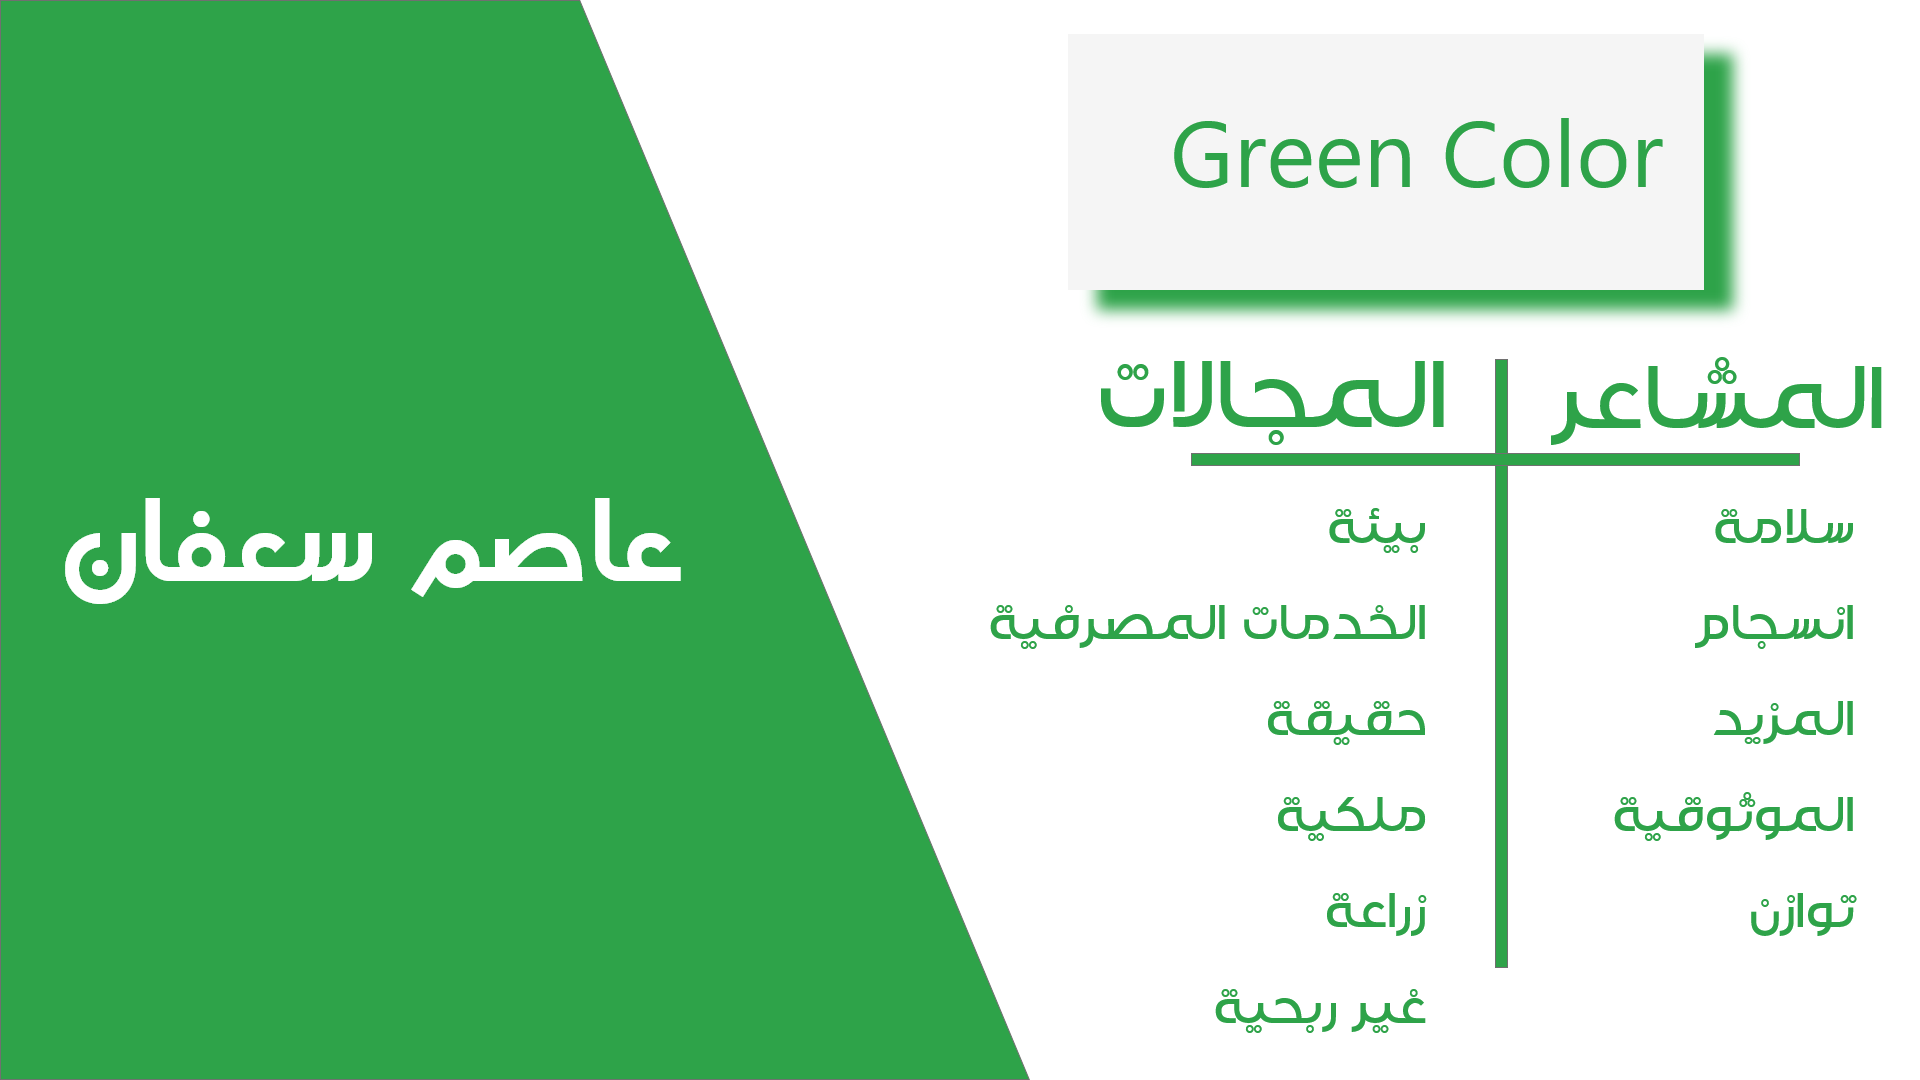 Green Color
المشاعر
سلامة
انسجام
المزيد
الموثوقية
توازن
المجالات
بيئة
الخدمات المصرفية
حقيقة
ملكية
زراعة
غير ربحية
عاصم سعفان